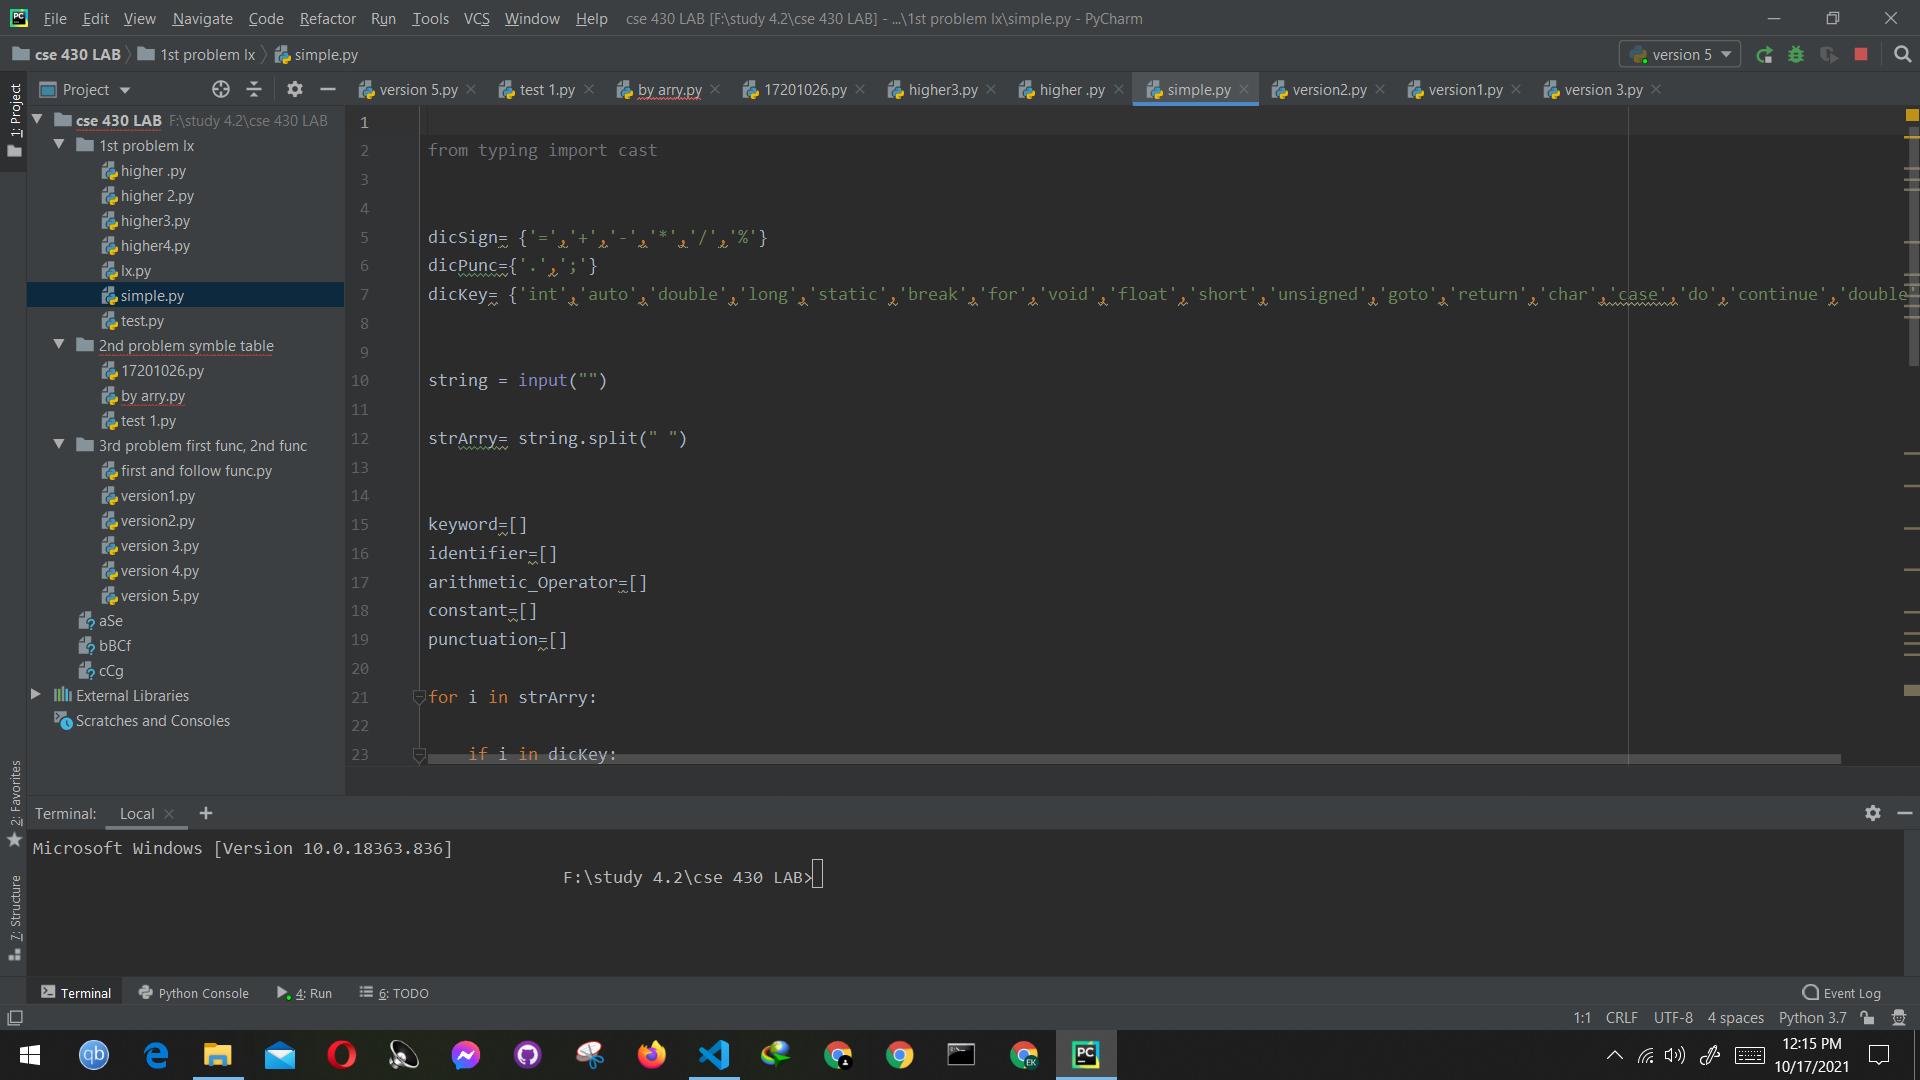 File Edit View Navigate Code Refactor Run Tools VCS Window Help cse 430 LAB [F:\study 4.2\cse 430 LAB] - ...\1st problem lx\simple.py - PyCharm
cse 430 LAB 1st problem lx simple.py version 5
Project version 5.py test 1.py by arry.py 17201026.py higher3.py higher .py simple.py version2.py version1.py version 3.py
1: Project
cse 430 LAB F:\study 4.2\cse 430 LAB
1st problem lx
higher .py
higher 2.py
higher3.py
higher4.py
lx.py
simple.py
test.py
2nd problem symble table
17201026.py
by arry.py
test 1.py
3rd problem first func, 2nd func
first and follow func.py
version1.py
version2.py
version 3.py
version 4.py
version 5.py
aSe
bBCf
cCg
External Libraries
Scratches and Consoles
1
2 from typing import cast
3
4
5 dicSign= {'=','+','-','*','/','%'}
6 dicPunc={'.',';'}
7 dicKey= {'int','auto','double','long','static','break','for','void','float','short','unsigned','goto','return','char','case','do','continue','double'
8
9
10 string = input("")
11
12 strArry= string.split(" ")
13
14
15 keyword=[]
16 identifier=[]
17 arithmetic_Operator=[]
18 constant=[]
19 punctuation=[]
20
21 for i in strArry:
22
23 if i in dicKey:
2: Favorites
7: Structure
Terminal: Local
Microsoft Windows [Version 10.0.18363.836]
F:\study 4.2\cse 430 LAB>
Terminal Python Console 4: Run 6: TODO Event Log
1:1 CRLF UTF-8 4 spaces Python 3.7
qb EK PC 12:15 PM
10/17/2021